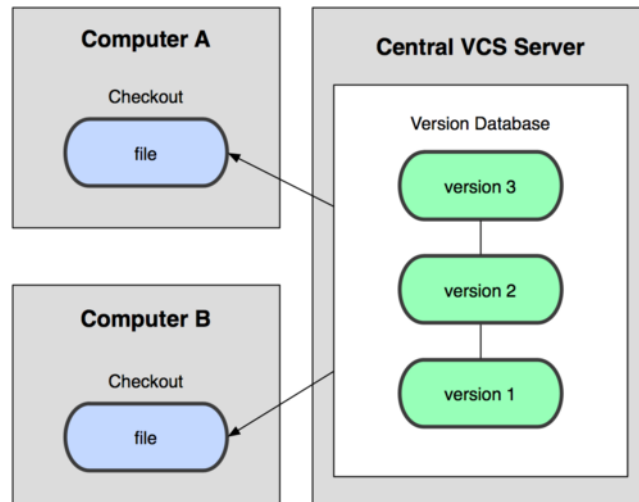 Computer A
Checkout
file
Computer B
Checkout
file
Central VCS Server
Version Database
version 3
version 2
version 1